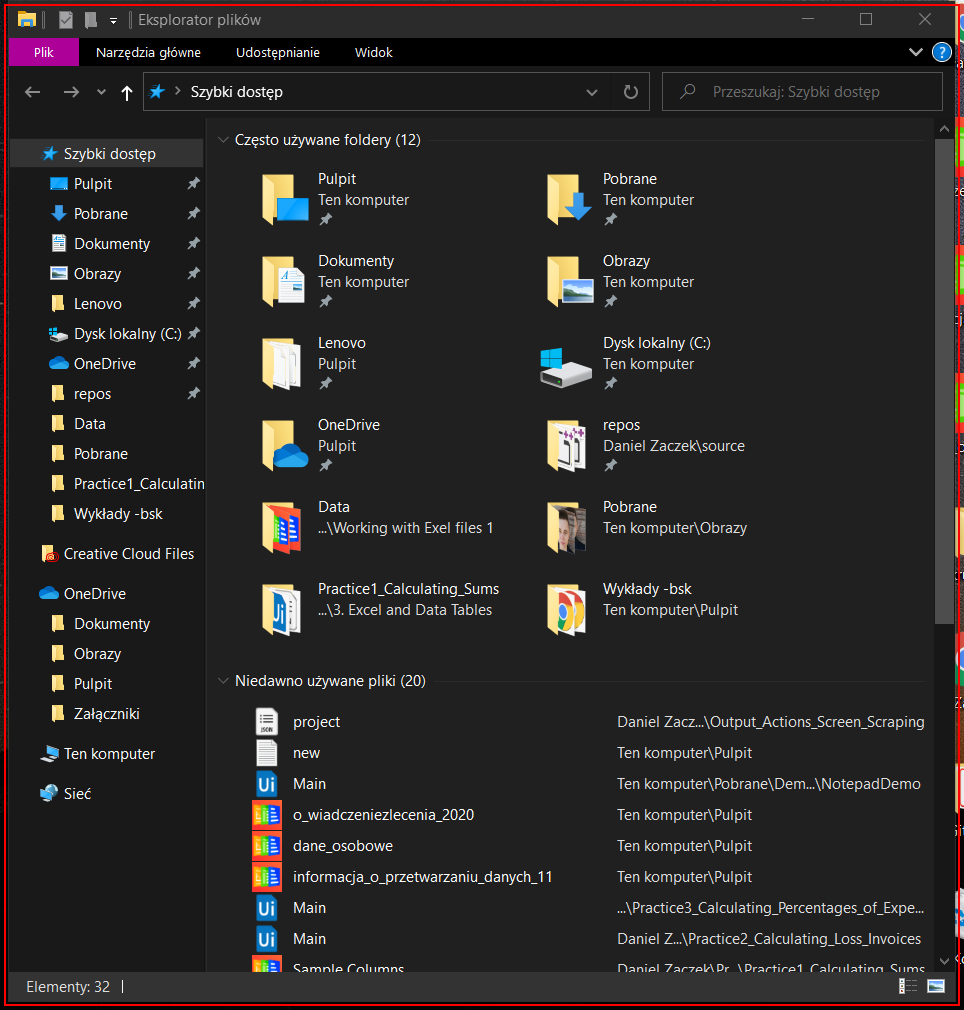 Eksplorator plików
Plik Narzędzia główne Udostępnianie Widok
Szybki dostęp
Przeszukaj: Szybki dostęp
Szybki dostęp
Pulpit
Pobrane
Dokumenty
Obrazy
Lenovo
Dysk lokalny (C:)
OneDrive
repos
Data
Pobrane
Practice1_Calculatin
Wykłady -bsk
Creative Cloud Files
OneDrive
Dokumenty
Obrazy
Pulpit
Załączniki
Ten komputer
Sieć
Często używane foldery (12)
Pulpit
Ten komputer
Pobrane
Ten komputer
Dokumenty
Ten komputer
Obrazy
Ten komputer
Lenovo
Pulpit
Dysk lokalny (C:)
Ten komputer
OneDrive
Pulpit
repos
Daniel Zaczek\source
Data
...\Working with Exel files 1
Pobrane
Ten komputer\Obrazy
Practice1_Calculating_Sums
...\3. Excel and Data Tables
Wykłady -bsk
Ten komputer\Pulpit
Niedawno używane pliki (20)
project Daniel Zacz...\Output_Actions_Screen_Scraping
new Ten komputer\Pulpit
Main Ten komputer\Pobrane\Dem...\NotepadDemo
o_wiadczeniezlecenia_2020 Ten komputer\Pulpit
dane_osobowe Ten komputer\Pulpit
informacja_o_przetwarzaniu_danych_11 Ten komputer\Pulpit
Main ...\Practice3_Calculating_Percentages_of_Expe...
Main Daniel Z...\Practice2_Calculating_Loss_Invoices
Sample Columns Daniel Zaczek\Pr...\Practice1_Calculating_Sums
Elementy: 32